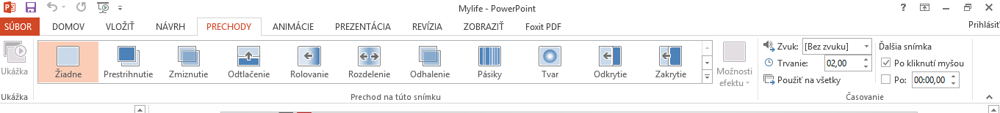 Mylife - PowerPoint
SÚBOR DOMOV VLOŽIŤ NÁVRH PRECHODY ANIMÁCIE PREZENTÁCIA REVÍZIA ZOBRAZIŤ Foxit PDF Prihlásiť
Ukážka
Žiadne Prestrihnutie Zmiznutie Odtlačenie Rolovanie Rozdelenie Odhalenie Pásiky Tvar Odkrytie Zakrytie
Možnosti
efektu
Zvuk: [Bez zvuku]
Trvanie: 02,00
Použiť na všetky
Ďalšia snímka
Po kliknutí myšou
Po: 00:00,00
Ukážka Prechod na túto snímku Časovanie